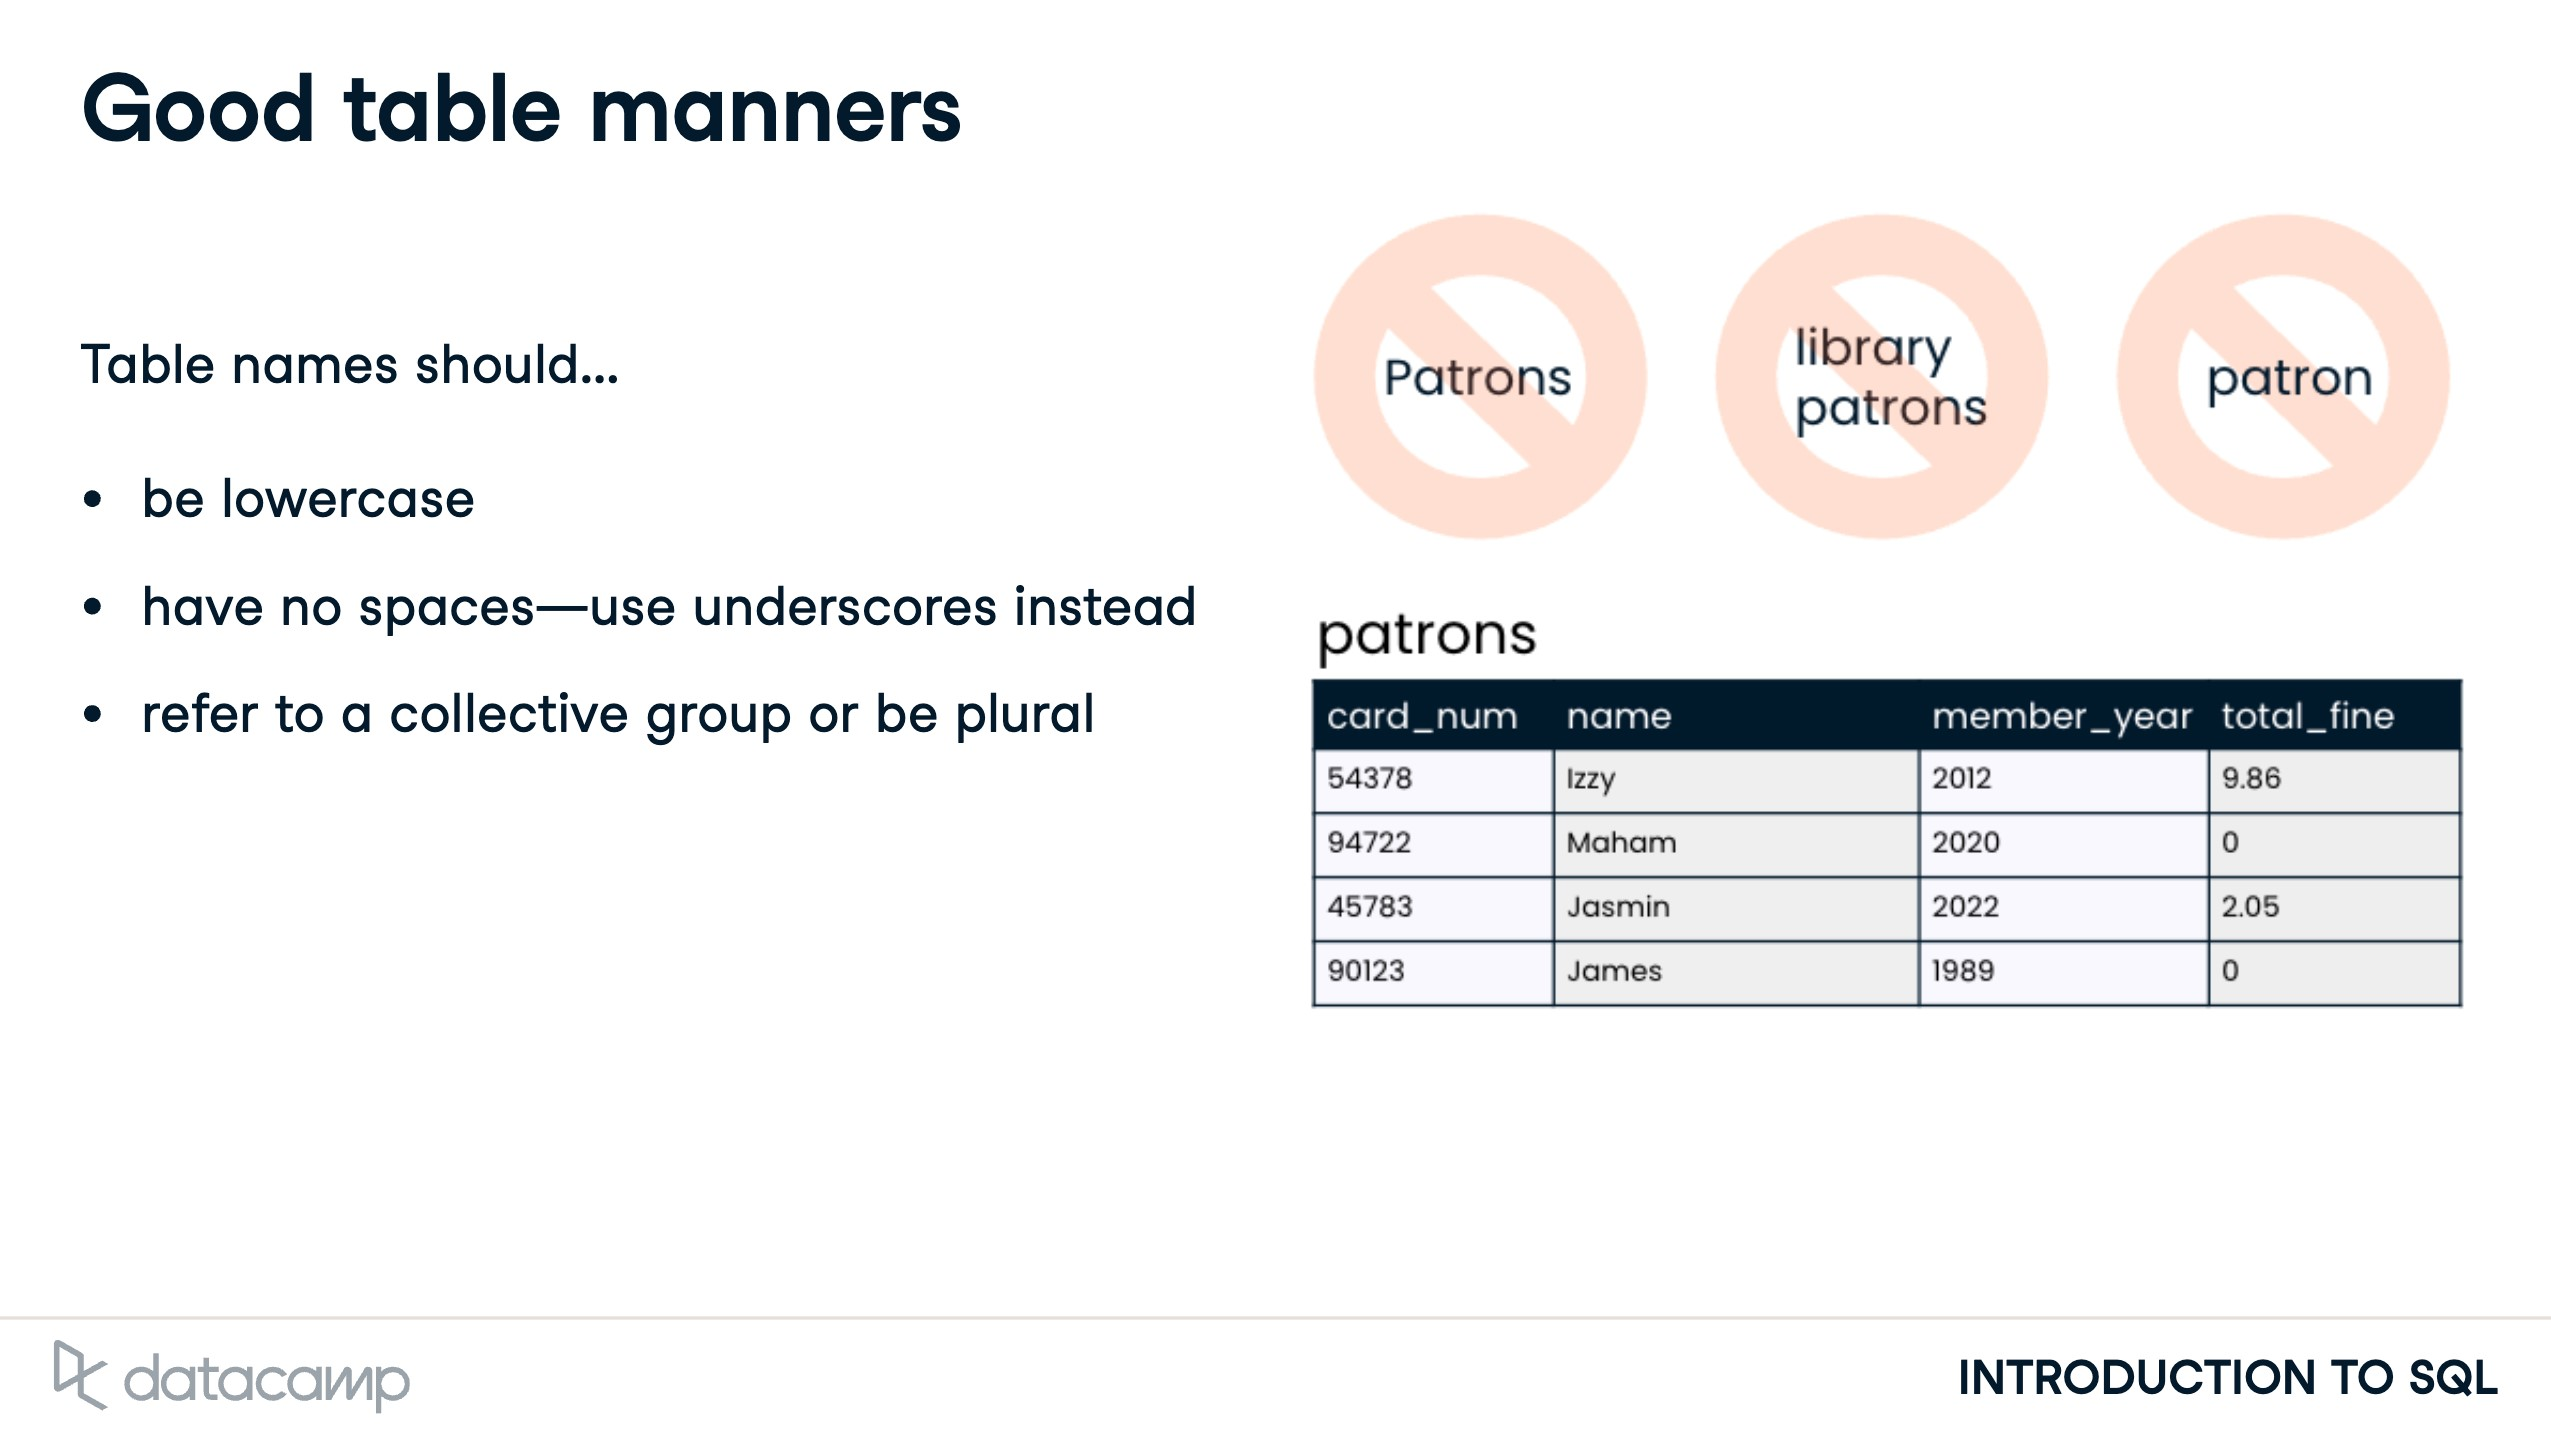 Good table manners
Table names should...
• be lowercase
• have no spaces—use underscores instead
• refer to a collective group or be plural
Patrons
library
patrons
patron
patrons
card_num name member_year total_fine
54378 Izzy 2012 9.86
94722 Maham 2020 0
45783 Jasmin 2022 2.05
90123 James 1989 0
datacamp
INTRODUCTION TO SQL